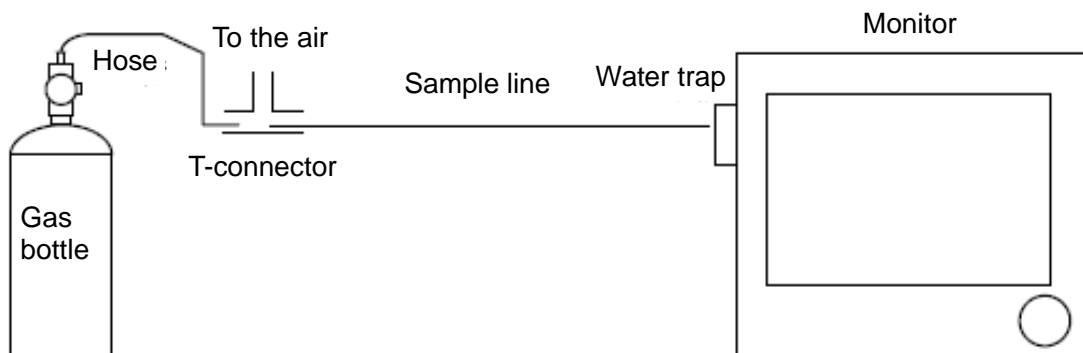 Monitor
To the air
Hose
Sample line
Water trap
T-connector
Gas
bottle